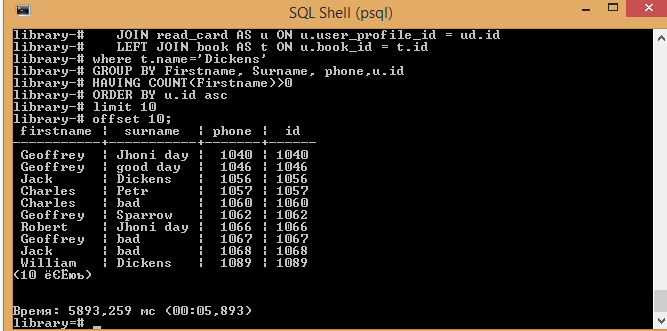 SQL Shell (psql)
library-#    JOIN read_card AS u ON u.user_profile_id = ud.id
library-#    LEFT JOIN book AS t ON u.book_id = t.id
library-# where t.name='Dickens'
library-# GROUP BY Firstname, Surname, phone,u.id
library-# HAVING COUNT(Firstname)>0
library-# ORDER BY u.id asc
library-# limit 10
library-# offset 10;
 firstname ¦  surname  ¦ phone ¦  id
-----------+-----------+-------+------
 Geoffrey  ¦ Jhoni day ¦  1040 ¦ 1040
 Geoffrey  ¦ good day  ¦  1046 ¦ 1046
 Jack      ¦ Dickens   ¦  1056 ¦ 1056
 Charles   ¦ Petr      ¦  1057 ¦ 1057
 Charles   ¦ bad       ¦  1060 ¦ 1060
 Geoffrey  ¦ Sparrow   ¦  1062 ¦ 1062
 Robert    ¦ Jhoni day ¦  1066 ¦ 1066
 Geoffrey  ¦ bad       ¦  1067 ¦ 1067
 Jack      ¦ bad       ¦  1068 ¦ 1068
 William   ¦ Dickens   ¦  1089 ¦ 1089
(10 ёЄЁюъ)
Время: 5893,259 мс (00:05,893)
library=#